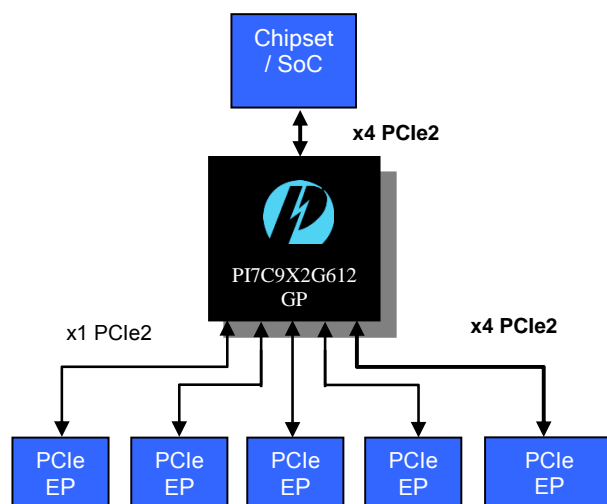 Chipset
/ SoC
x4 PCIe2
PI7C9X2G612
GP
x1 PCIe2
x4 PCIe2
PCIe
EP
PCIe
EP
PCIe
EP
PCIe
EP
PCIe
EP